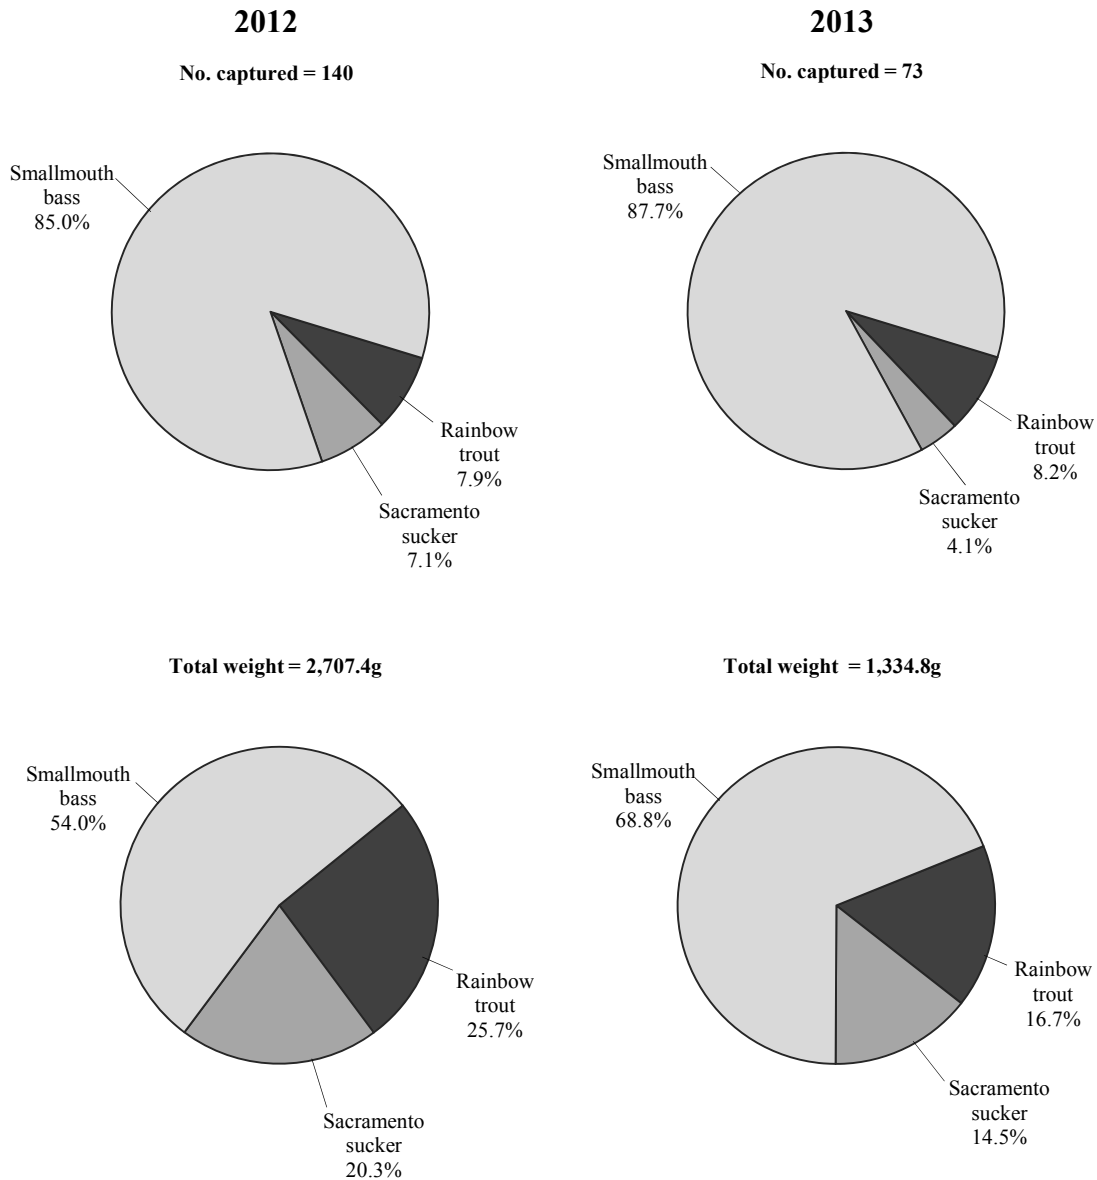 2012
2013
No. captured = 140
No. captured = 73
Smallmouth
bass
85.0%
Rainbow
trout
7.9%
Sacramento
sucker
7.1%
Smallmouth
bass
87.7%
Rainbow
trout
8.2%
Sacramento
sucker
4.1%
Total weight = 2,707.4g
Total weight  = 1,334.8g
Smallmouth
bass
54.0%
Rainbow
trout
25.7%
Sacramento
sucker
20.3%
Smallmouth
bass
68.8%
Rainbow
trout
16.7%
Sacramento
sucker
14.5%